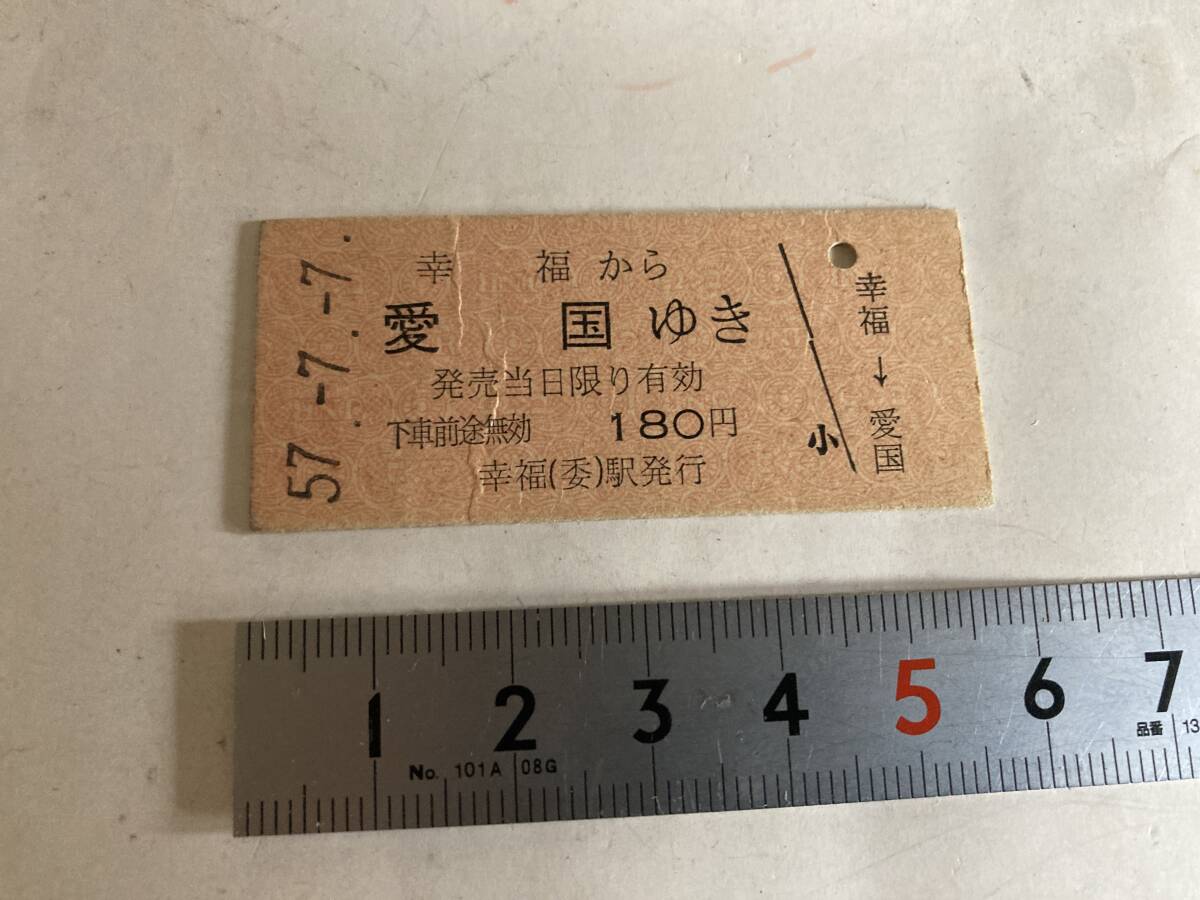 57.-7.-7.
幸 福 から
愛 国 ゆき
発売当日限り有効
下車前途無効 180円
幸福(委)駅発行
小
幸福→愛国
1 2 3 4 5 6 7
No. 101A 08G
品番 13